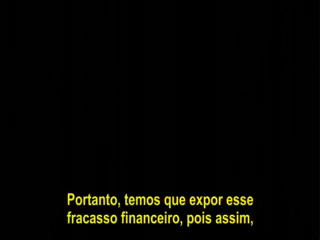 Portanto, temos que expor esse
fracasso financeiro, pois assim,